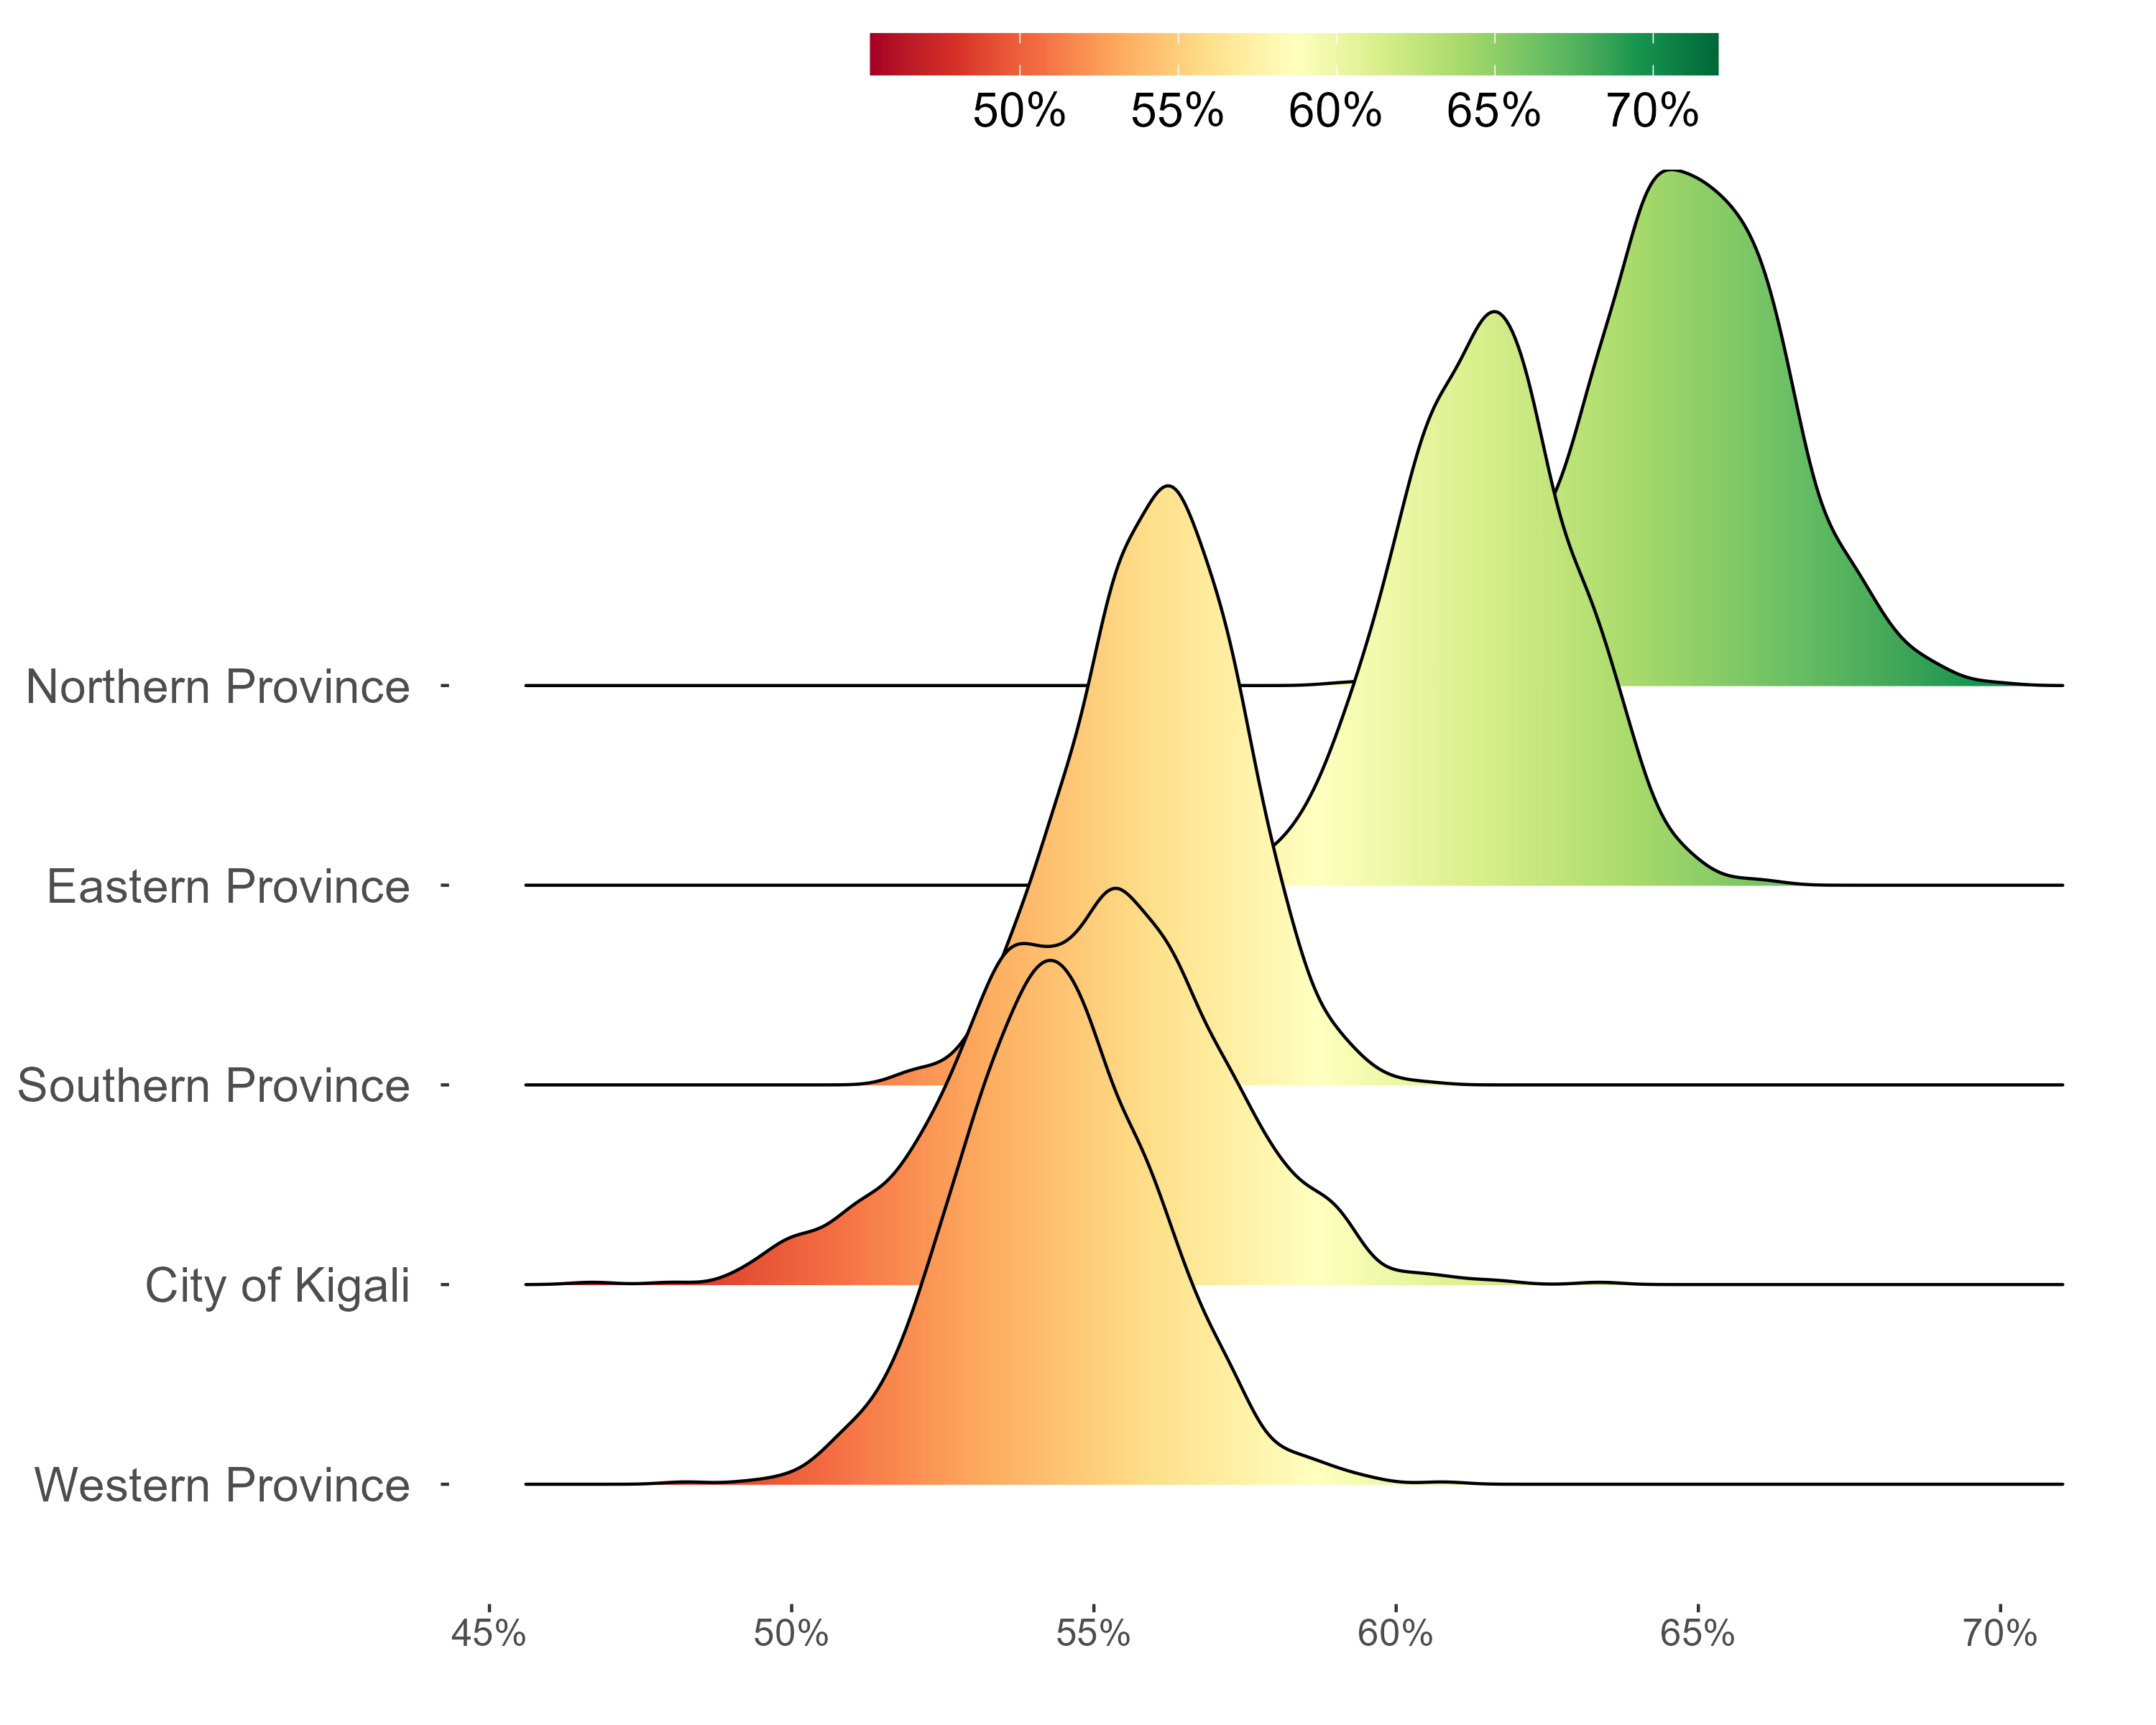 50% 55% 60% 65% 70%
Northern Province
Eastern Province
Southern Province
City of Kigali
Western Province
45% 50% 55% 60% 65% 70%